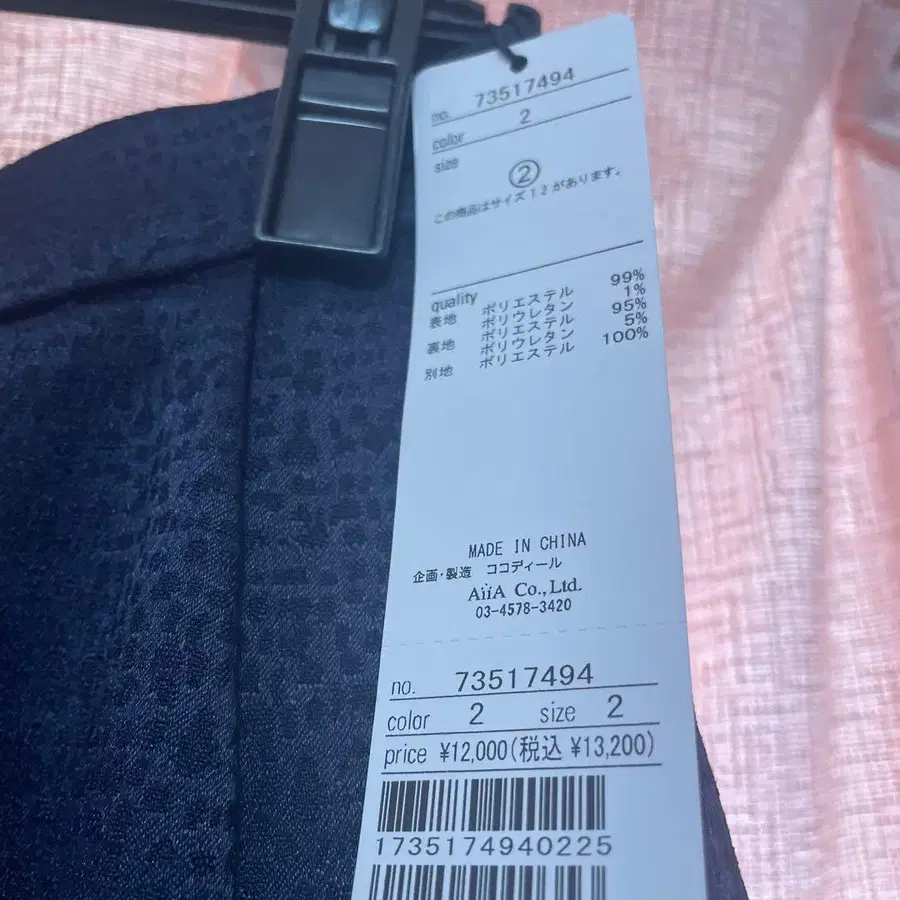 no. 73517494
color 2
size
②
この商品はサイズ12があります。
quality
表地 ポリエステル 99%
ポリウレタン 1%
裏地 ポリエステル 95%
ポリウレタン 5%
別地 ポリエステル 100%
MADE IN CHINA
企画・製造 ココディール
AiiA Co.,Ltd.
03-4578-3420
no. 73517494
color 2 size 2
price ¥12,000(税込 ¥13,200)
1735174940225